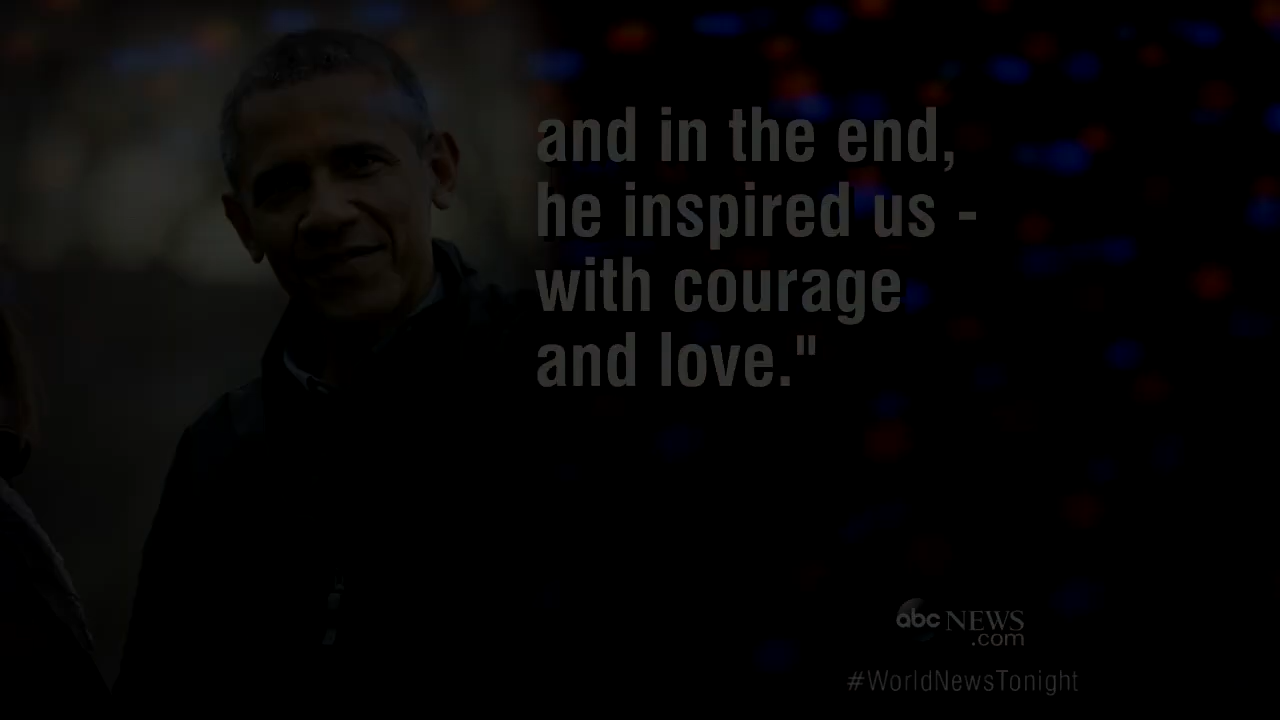 and in the end,
he inspired us -
with courage
and love."
abc NEWS
.com
#WorldNewsTonight